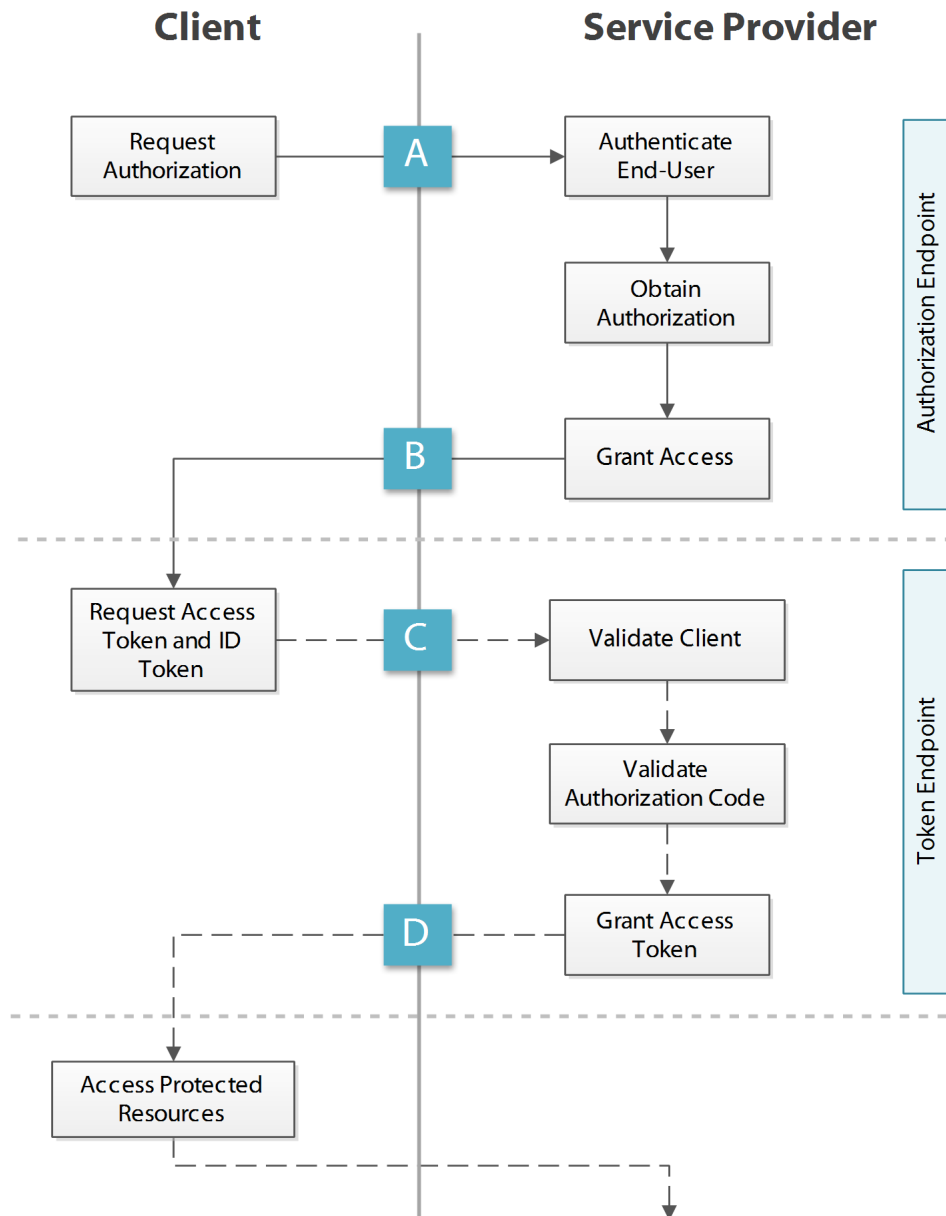 Client
Service Provider
Request
Authorization
A
Authenticate
End-User
Obtain
Authorization
Authorization Endpoint
B
Grant Access
Request Access
Token and ID
Token
C
Validate Client
Validate
Authorization Code
Token Endpoint
D
Grant Access
Token
Access Protected
Resources